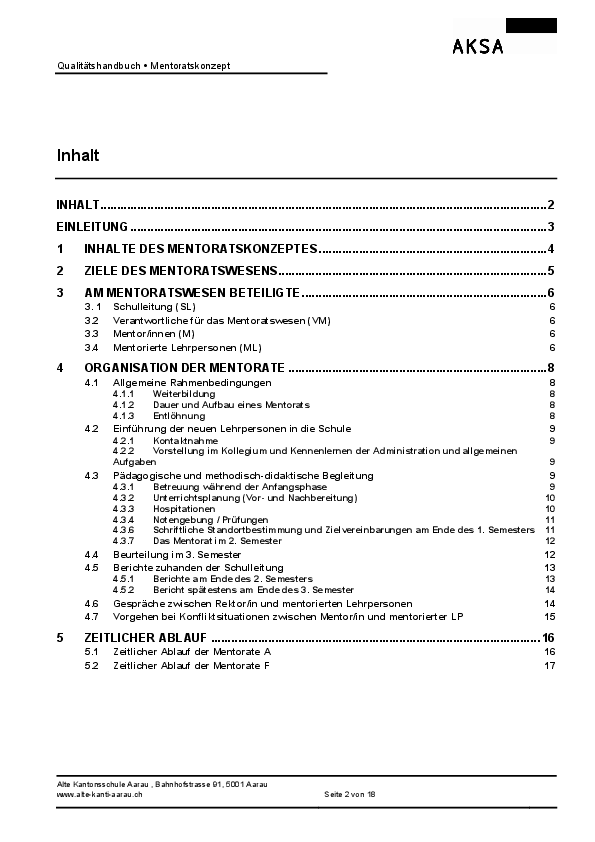 AKSA
Qualitätshandbuch • Mentoratskonzept
Inhalt
INHALT 2
EINLEITUNG 3
1 INHALTE DES MENTORATSKONZEPTES 4
2 ZIELE DES MENTORATSWESENS 5
3 AM MENTORATSWESEN BETEILIGTE 6
3. 1 Schulleitung (SL) 6
3.2 Verantwortliche für das Mentoratswesen (VM) 6
3.3 Mentor/innen (M) 6
3.4 Mentorierte Lehrpersonen (ML) 6
4 ORGANISATION DER MENTORATE 8
4.1 Allgemeine Rahmenbedingungen 8
4.1.1 Weiterbildung 8
4.1.2 Dauer und Aufbau eines Mentorats 8
4.1.3 Entlöhnung 8
4.2 Einführung der neuen Lehrpersonen in die Schule 9
4.2.1 Kontaktnahme 9
4.2.2 Vorstellung im Kollegium und Kennenlernen der Administration und allgemeinen
Aufgaben 9
4.3 Pädagogische und methodisch-didaktische Begleitung 9
4.3.1 Betreuung während der Anfangsphase 9
4.3.2 Unterrichtsplanung (Vor- und Nachbereitung) 10
4.3.3 Hospitationen 10
4.3.4 Notengebung / Prüfungen 11
4.3.6 Schriftliche Standortbestimmung und Zielvereinbarungen am Ende des 1. Semesters 11
4.3.7 Das Mentorat im 2. Semester 12
4.4 Beurteilung im 3. Semester 12
4.5 Berichte zuhanden der Schulleitung 13
4.5.1 Berichte am Ende des 2. Semesters 13
4.5.2 Bericht spätestens am Ende des 3. Semester 14
4.6 Gespräche zwischen Rektor/in und mentorierten Lehrpersonen 14
4.7 Vorgehen bei Konfliktsituationen zwischen Mentor/in und mentorierter LP 15
5 ZEITLICHER ABLAUF 16
5.1 Zeitlicher Ablauf der Mentorate A 16
5.2 Zeitlicher Ablauf der Mentorate F 17
Alte Kantonsschule Aarau , Bahnhofstrasse 91, 5001 Aarau
www.alte-kanti-aarau.ch Seite 2 von 18